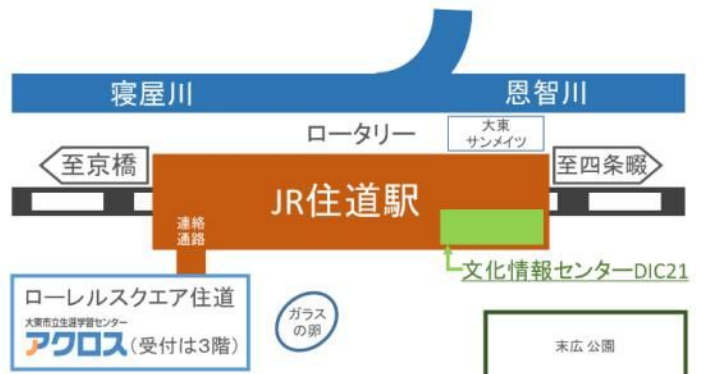 寝屋川
恩智川
ロータリー
大東
サンメイツ
至京橋
至四条畷
JR住道駅
連絡
通路
文化情報センターDIC21
ローレルスクエア住道
大東市立生涯学習センター
アクロス(受付は3階)
ガラス
の卵
末広公園